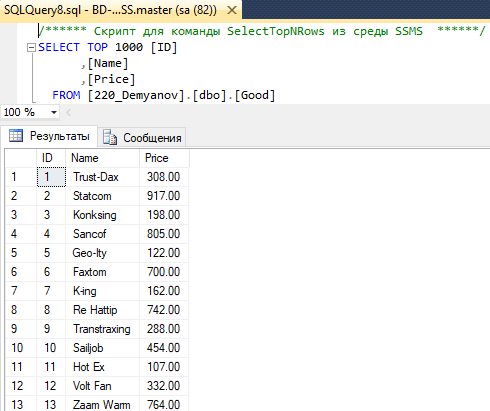 SQLQuery8.sql - BD-...SS.master (sa (82))
/****** Скрипт для команды SelectTopNRows из среды SSMS ******/
SELECT TOP 1000 [ID]
,[Name]
,[Price]
FROM [220_Demyanov].[dbo].[Good]
100 %
Результаты Сообщения
ID Name Price
1 1 Trust-Dax 308.00
2 2 Statcom 917.00
3 3 Konksing 198.00
4 4 Sancof 805.00
5 5 Geo-Ity 122.00
6 6 Faxtom 700.00
7 7 K-ing 162.00
8 8 Re Hattip 742.00
9 9 Transtraxing 288.00
10 10 Sailjob 454.00
11 11 Hot Ex 107.00
12 12 Volt Fan 332.00
13 13 Zaam Warm 764.00